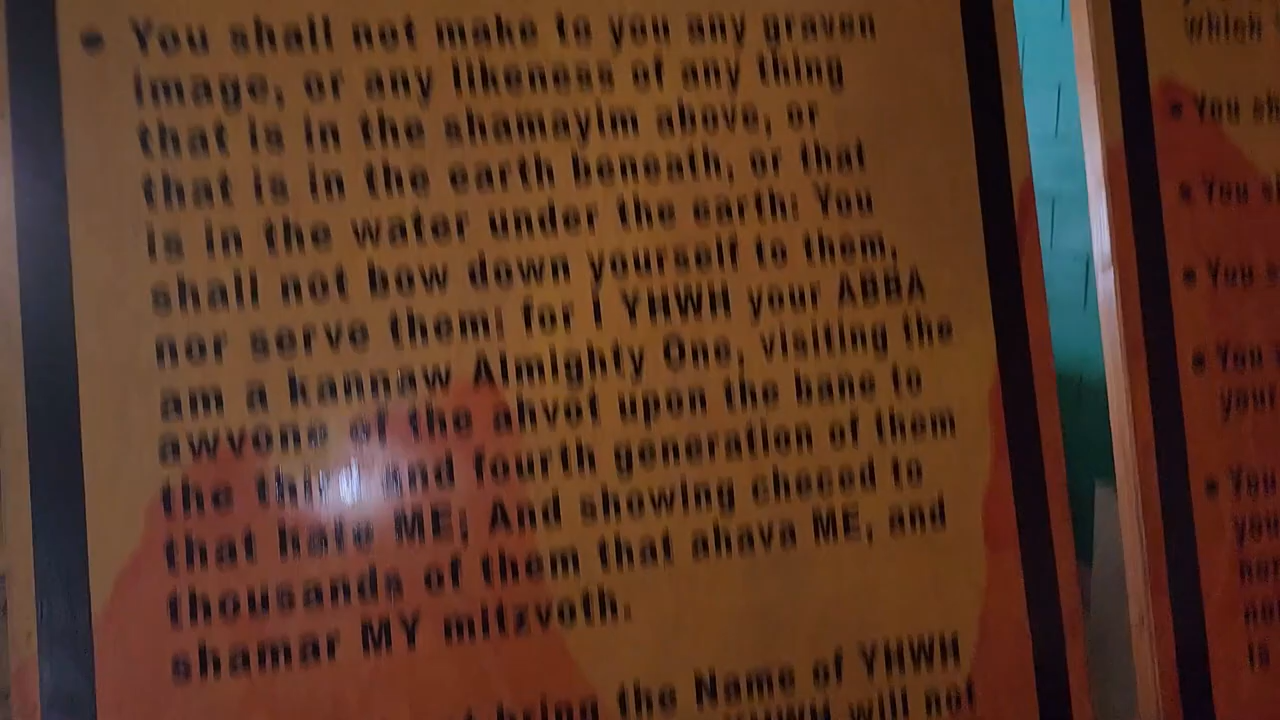 • You shall not make to you any graven
image, or any likeness of any thing
that is in the shamayim above, or
that is in the earth beneath, or that
is in the water under the earth: You
shall not bow down yourself to them,
nor serve them: for I YHWH your ABBA
am a kannaw Almighty One, visiting the
awvone of the ahvot upon the bane to
the third and fourth generation of them
that hate ME; And showing checed to
thousands of them that ahava ME, and
shamar MY mitzvoth.
bring the Name of YHWH
YHWH will not
which
• You
• You
• You
• You
your
• You